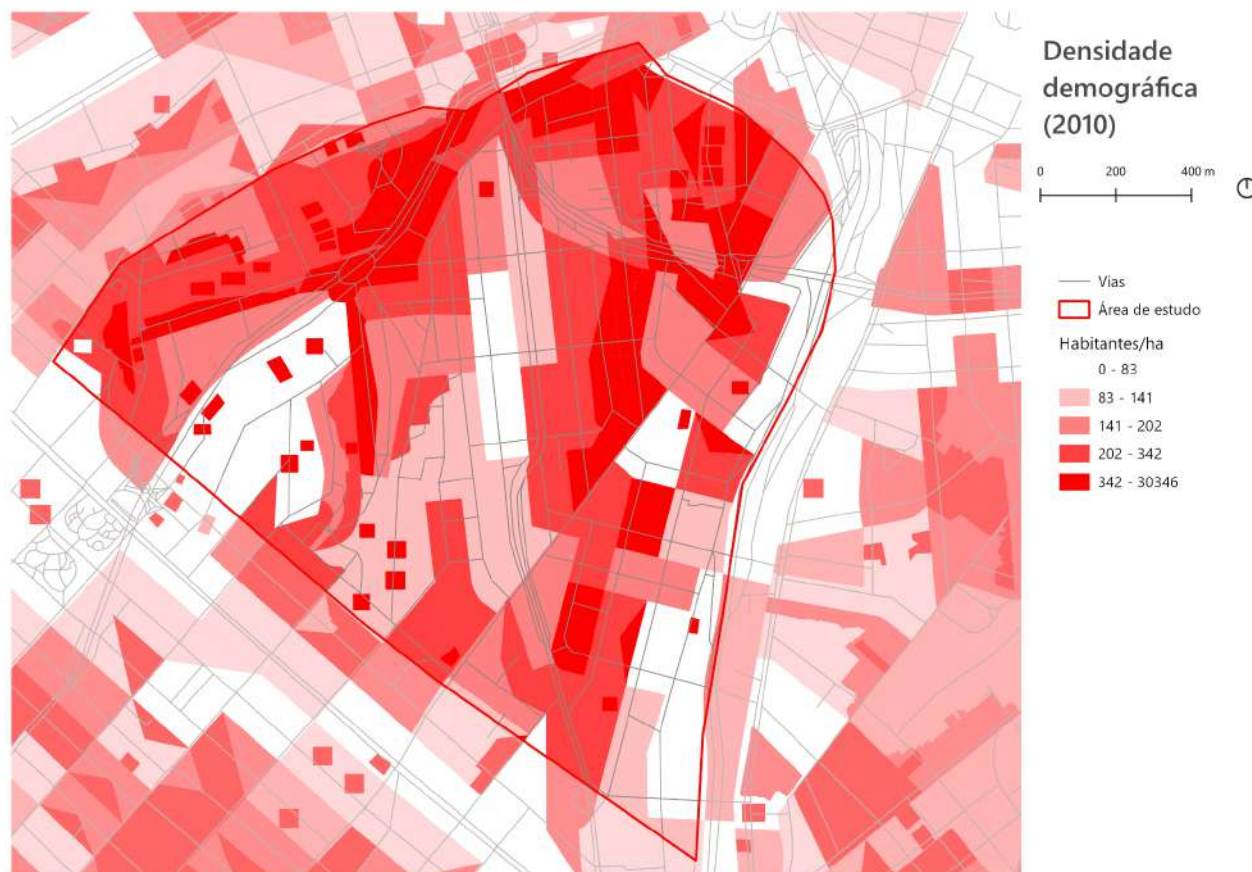 Densidade
demográfica
(2010)
0 200 400 m
Vias
Área de estudo
Habitantes/ha
0 - 83
83 - 141
141 - 202
202 - 342
342 - 30346